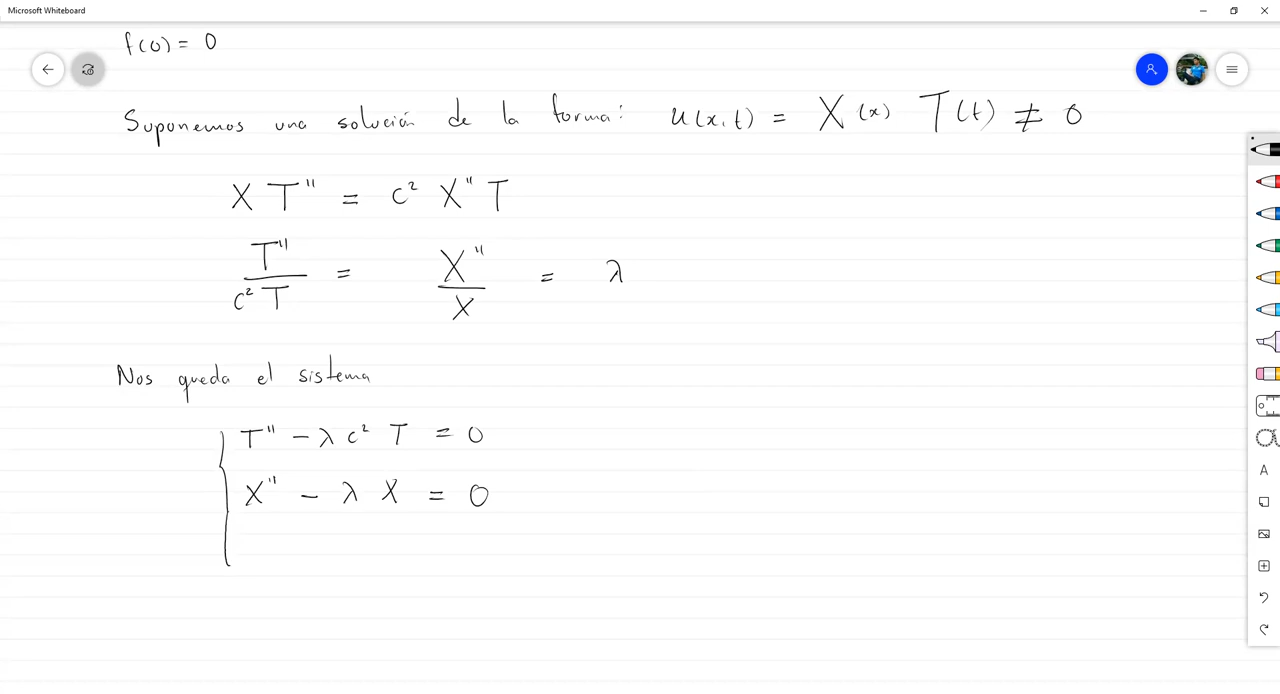 Microsoft Whiteboard
f(0) = 0
Suponemos una solución de la forma: u(x,t) = X(x) T(t) ≠ 0
X T'' = c² X'' T
T'' / c² T = X'' / X = λ
Nos queda el sistema
T'' - λ c² T = 0
X'' - λ X = 0
A